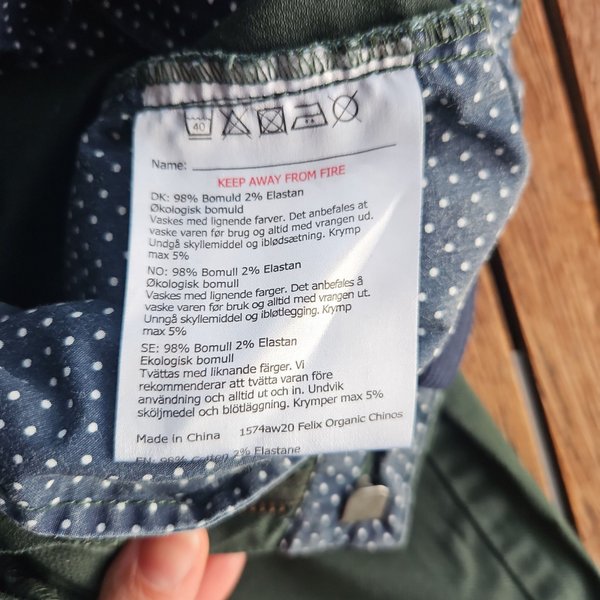 40
Name:
KEEP AWAY FROM FIRE
DK: 98% Bomuld 2% Elastan
Økologisk bomuld
Vaskes med lignende farver. Det anbefales at
vaske varen før brug og altid med vrangen ud.
Undgå skyllemiddel og iblødsætning. Krymp
max 5%
NO: 98% Bomull 2% Elastan
Økologisk bomull
Vaskes med lignende farger. Det anbefales å
vaske varen før bruk og alltid med vrangen ut.
Unngå skyllemiddel og ibløtlegging. Krymp
max 5%
SE: 98% Bomull 2% Elastan
Ekologisk bomull
Tvättas med liknande färger. Vi
rekommenderar att tvätta varan före
användning och alltid ut och in. Undvik
sköljmedel och blötläggning. Krymper max 5%
Made in China 1574aw20 Felix Organic Chinos
EN: 98% Cotton 2% Elastane